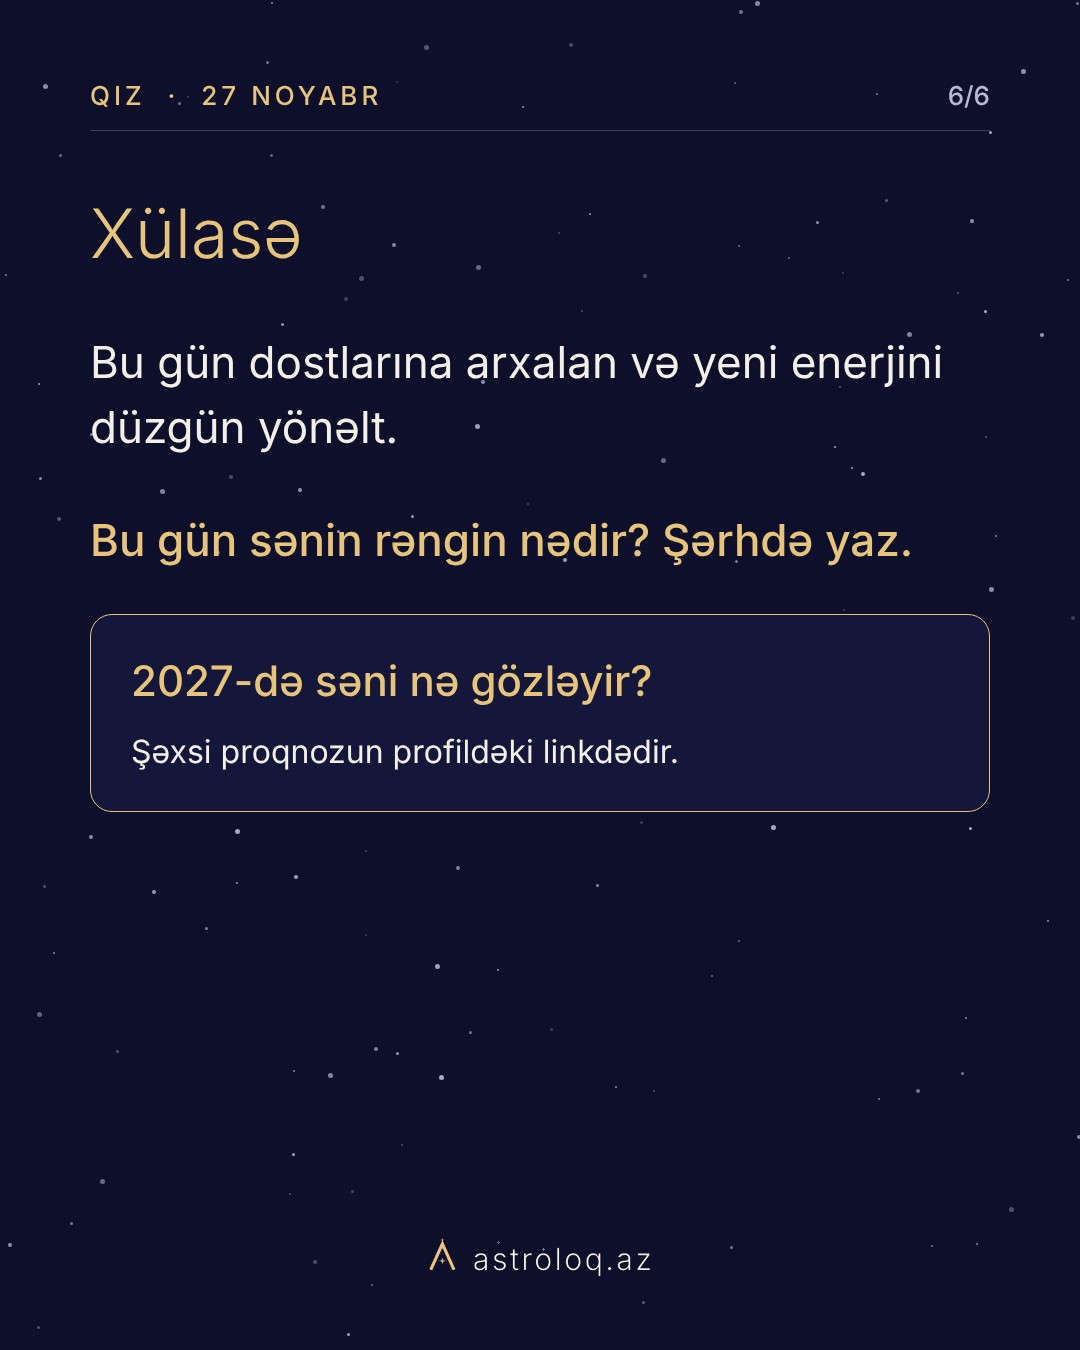 QIZ · 27 NOYABR
6/6
Xülasə
Bu gün dostlarına arxalan və yeni enerjini
düzgün yönəlt.
Bu gün sənin rəngin nədir? Şərhdə yaz.
2027-də səni nə gözləyir?
Şəxsi proqnozun profildəki linkdədir.
astroloq.az